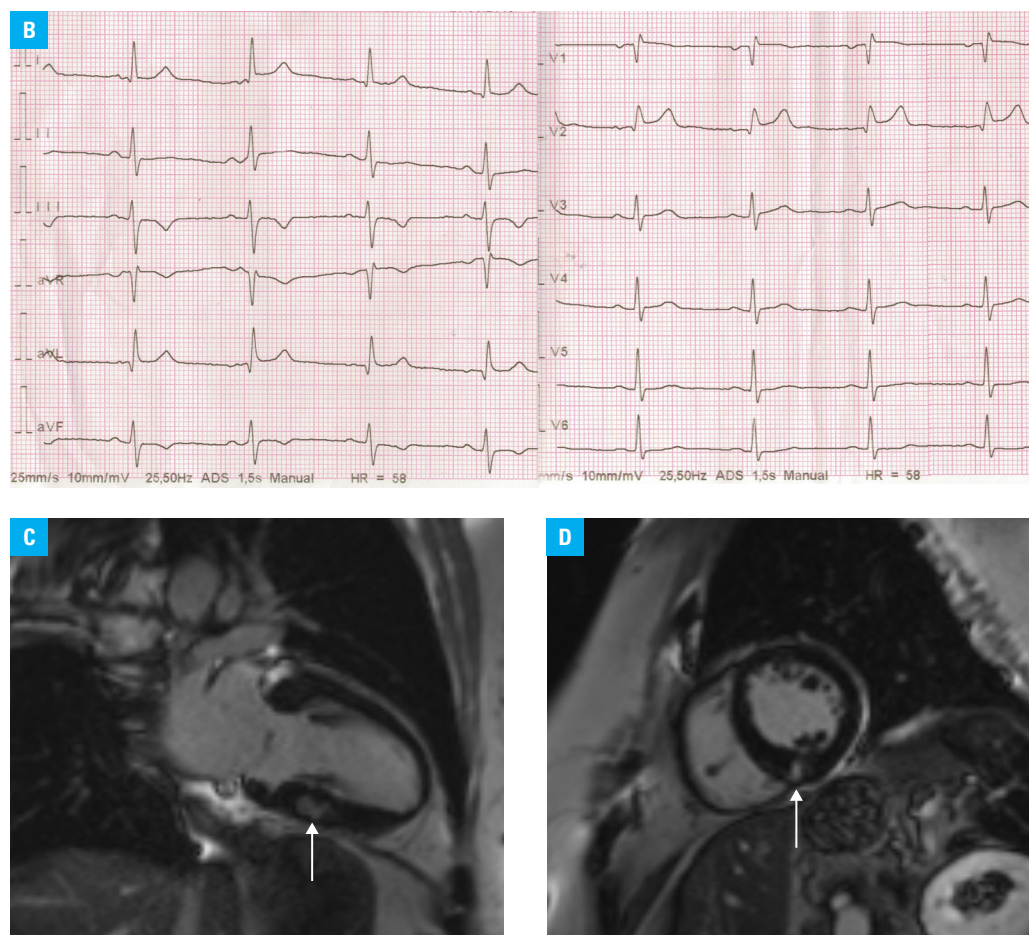 B
I
II
III
aVR
aVL
aVF
25mm/s 10mm/mV 25,50Hz ADS 1,5s Manual HR = 58
V1
V2
V3
V4
V5
V6
mm/s 10mm/mV 25,50Hz ADS 1,5s Manual HR = 58
C
D